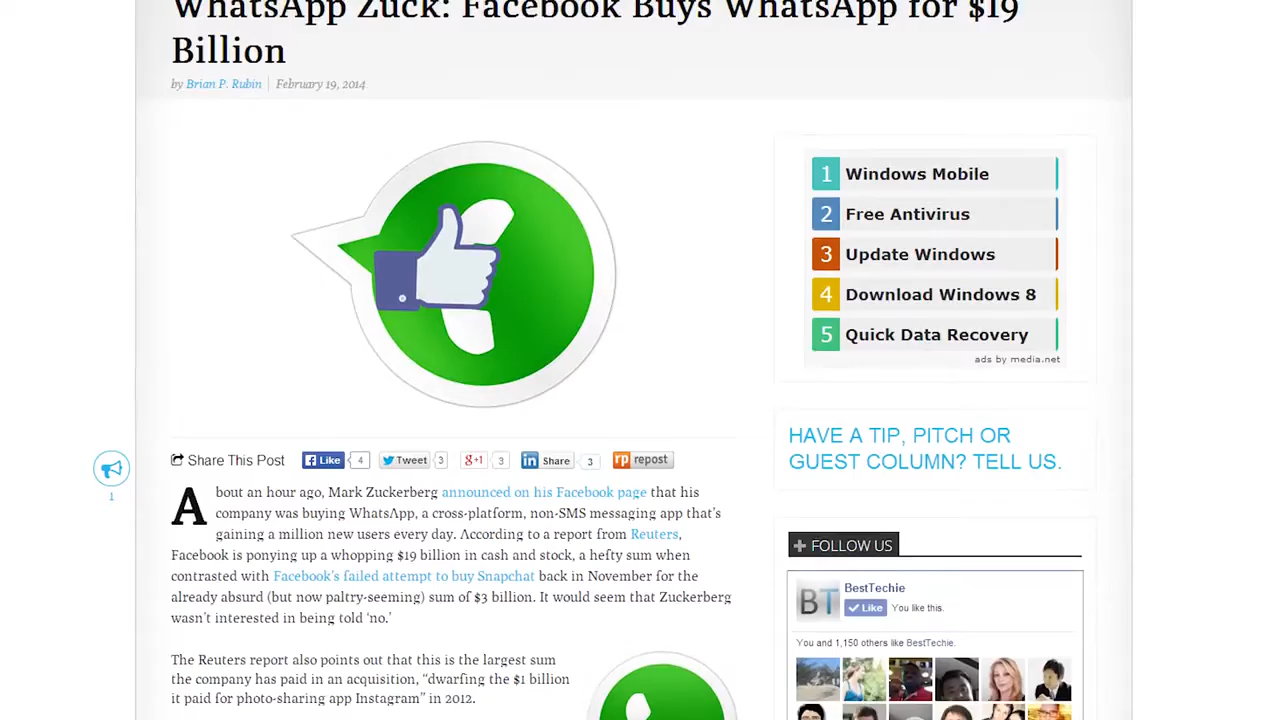 WhatsApp Zuck: Facebook Buys WhatsApp for $19
Billion
by Brian P. Rubin | February 19, 2014
1 Windows Mobile
2 Free Antivirus
3 Update Windows
4 Download Windows 8
5 Quick Data Recovery
ads by media.net
HAVE A TIP, PITCH OR
GUEST COLUMN? TELL US.
1
Share This Post Like 4 Tweet 3 g+1 3 in Share 3 rp repost
About an hour ago, Mark Zuckerberg announced on his Facebook page that his
company was buying WhatsApp, a cross-platform, non-SMS messaging app that's
gaining a million new users every day. According to a report from Reuters,
Facebook is ponying up a whopping $19 billion in cash and stock, a hefty sum when
contrasted with Facebook's failed attempt to buy Snapchat back in November for the
already absurd (but now paltry-seeming) sum of $3 billion. It would seem that Zuckerberg
wasn't interested in being told 'no.'
The Reuters report also points out that this is the largest sum
the company has paid in an acquisition, "dwarfing the $1 billion
it paid for photo-sharing app Instagram" in 2012.
+ FOLLOW US
BT
BestTechie
Like You like this.
You and 1,150 others like BestTechie.